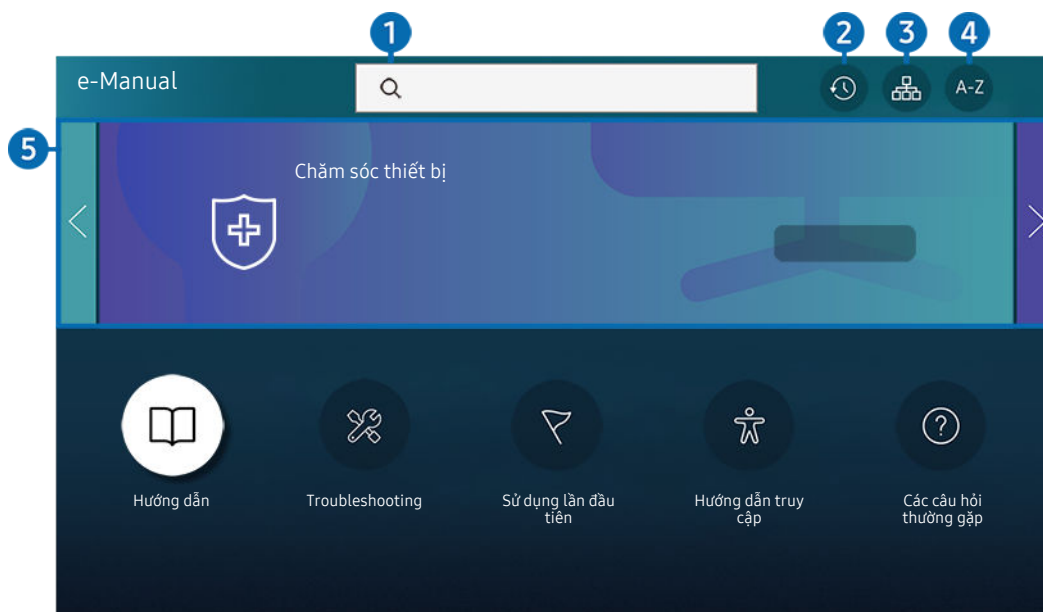 1
2
3
4
e-Manual
A-Z
5
Chăm sóc thiết bị
Hướng dẫn
Troubleshooting
Sử dụng lần đầu
tiên
Hướng dẫn truy
cập
Các câu hỏi
thường gặp